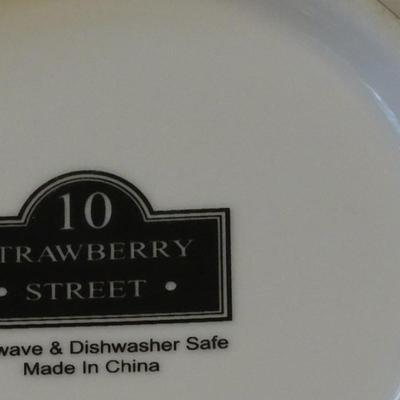 10
TRAWBERRY
• STREET •
wave & Dishwasher Safe
Made In China